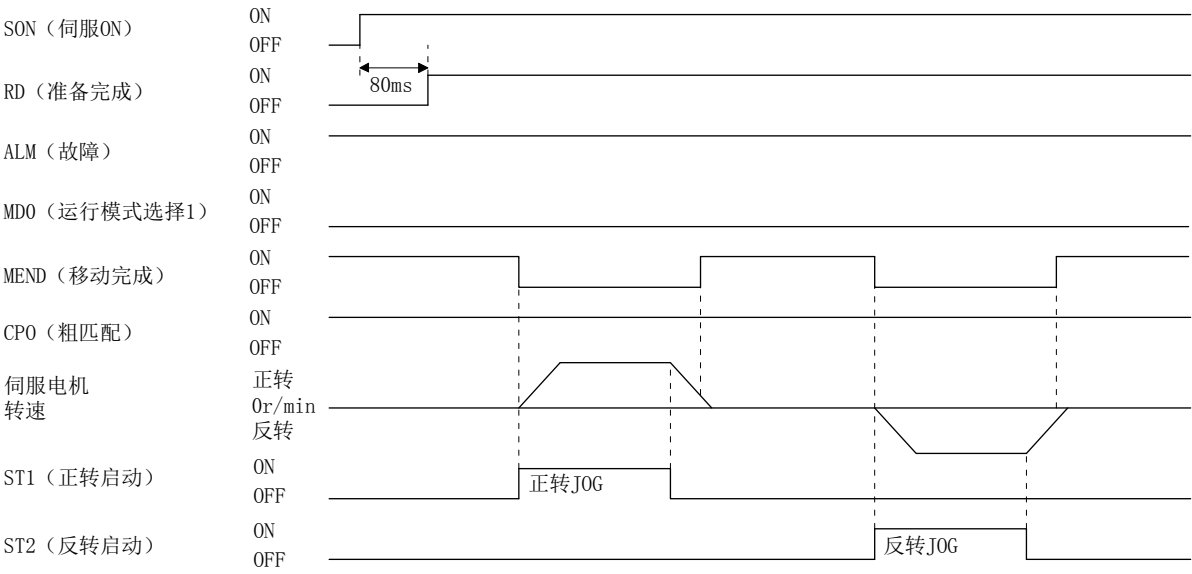 SON（伺服ON）
ON
OFF
80ms
RD（准备完成）
ON
OFF
ALM（故障）
ON
OFF
MD0（运行模式选择1）
ON
OFF
MEND（移动完成）
ON
OFF
CPO（粗匹配）
ON
OFF
伺服电机
转速
正转
0r/min
反转
ST1（正转启动）
ON
OFF
正转JOG
ST2（反转启动）
ON
OFF
反转JOG